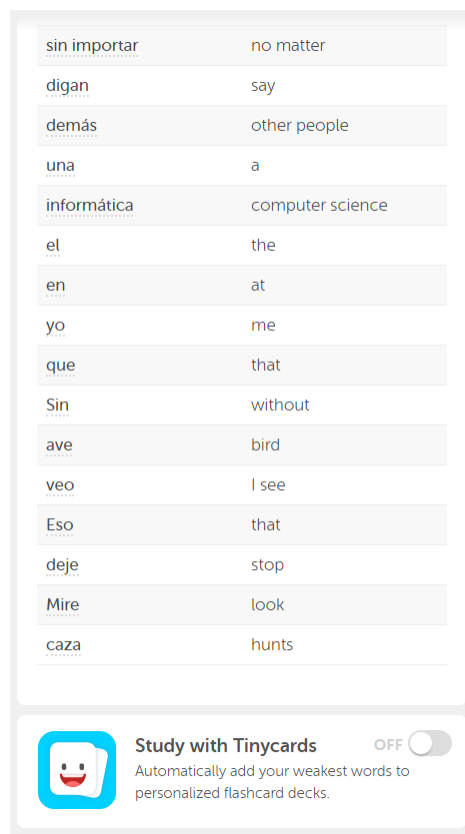 sin importar no matter
digan say
demás other people
una a
informática computer science
el the
en at
yo me
que that
Sin without
ave bird
veo I see
Eso that
deje stop
Mire look
caza hunts
Study with Tinycards OFF
Automatically add your weakest words to
personalized flashcard decks.